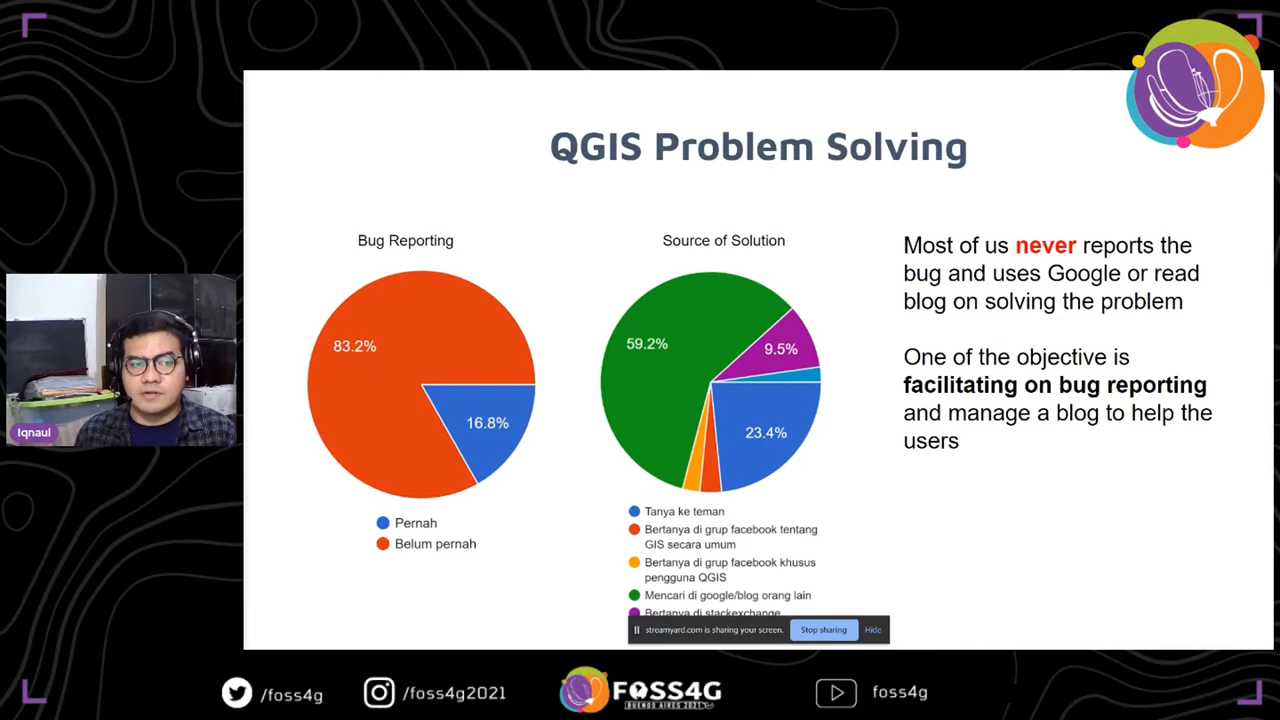 QGIS Problem Solving
Bug Reporting
83.2%
16.8%
Pernah
Belum pernah
Source of Solution
59.2%
9.5%
23.4%
Tanya ke teman
Bertanya di grup facebook tentang
GIS secara umum
Bertanya di grup facebook khusus
pengguna QGIS
Mencari di google/blog orang lain
Bertanya di stackexchange
Most of us never reports the
bug and uses Google or read
blog on solving the problem
One of the objective is
facilitating on bug reporting
and manage a blog to help the
users
Iqnaul
streamyard.com is sharing your screen.
Stop sharing
Hide
/foss4g
/foss4g2021
FOSS4G
BUENOS AIRES 2021
foss4g